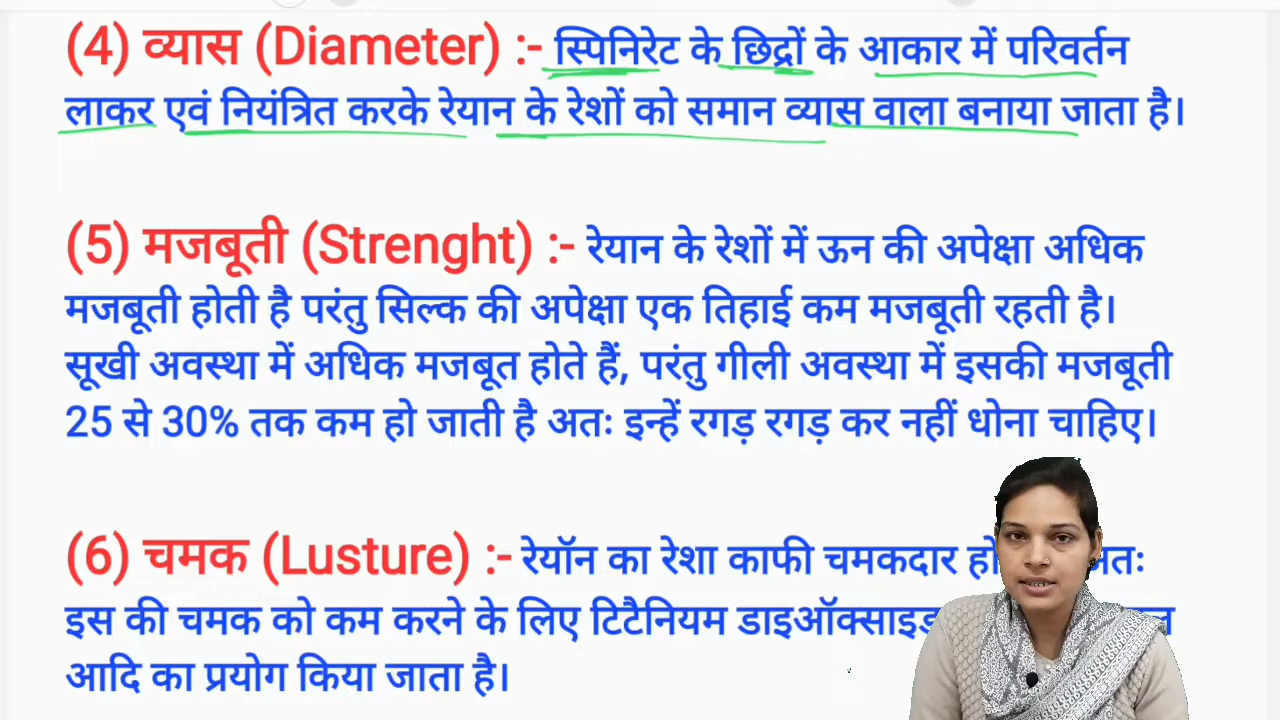 (4) व्यास (Diameter) :- स्पिनिरेट के छिद्रों के आकार में परिवर्तन
लाकर एवं नियंत्रित करके रेयान के रेशों को समान व्यास वाला बनाया जाता है।
(5) मजबूती (Strenght) :- रेयान के रेशों में ऊन की अपेक्षा अधिक
मजबूती होती है परंतु सिल्क की अपेक्षा एक तिहाई कम मजबूती रहती है।
सूखी अवस्था में अधिक मजबूत होते हैं, परंतु गीली अवस्था में इसकी मजबूती
25 से 30% तक कम हो जाती है अतः इन्हें रगड़ रगड़ कर नहीं धोना चाहिए।
(6) चमक (Lusture) :- रेयॉन का रेशा काफी चमकदार
इस की चमक को कम करने के लिए टिटैनियम डाइऑक्साइड
आदि का प्रयोग किया जाता है।